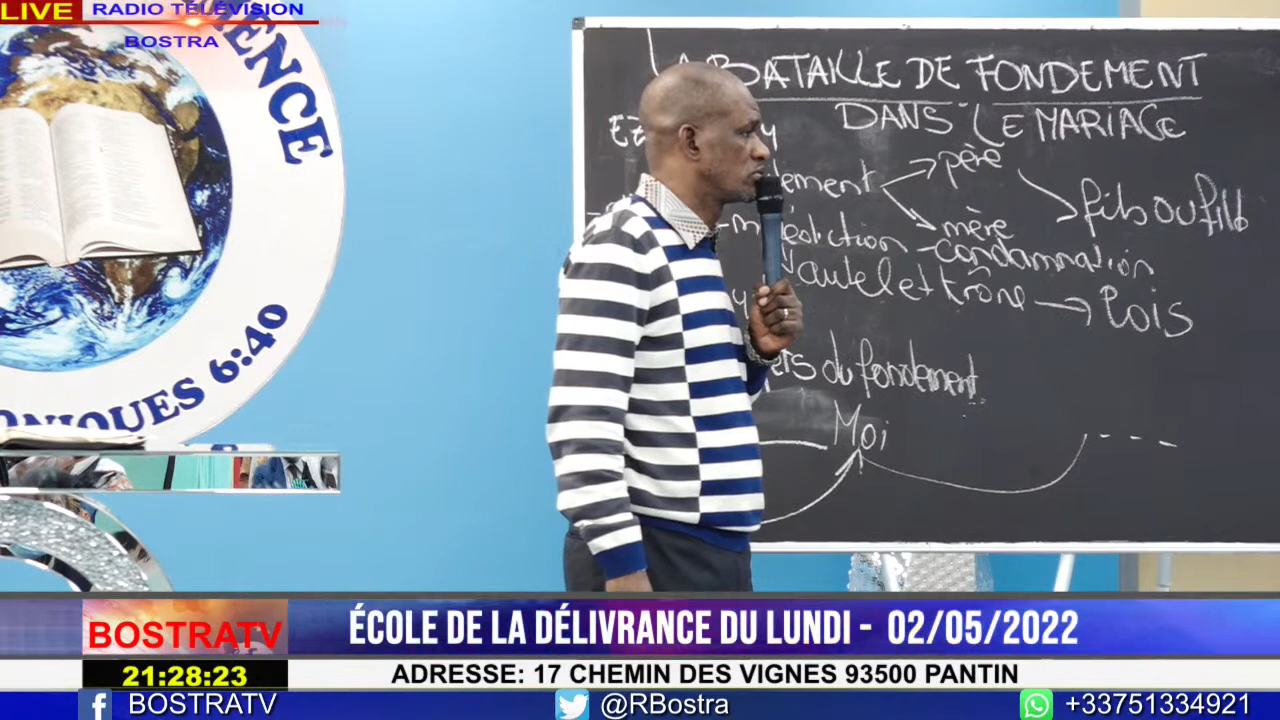 LIVE RADIO TÉLÉVISION
BOSTRA
ENCE
NIQUES 6:40
BATAILLE DE FONDEMENT
DANS LE MARIAGE
père
mère
fils ou fille
condamnation
autel et trône → Lois
du fondement
Moi
BOSTRATV
ÉCOLE DE LA DÉLIVRANCE DU LUNDI - 02/05/2022
21:28:23
ADRESSE: 17 CHEMIN DES VIGNES 93500 PANTIN
BOSTRATV @RBostra +33751334921